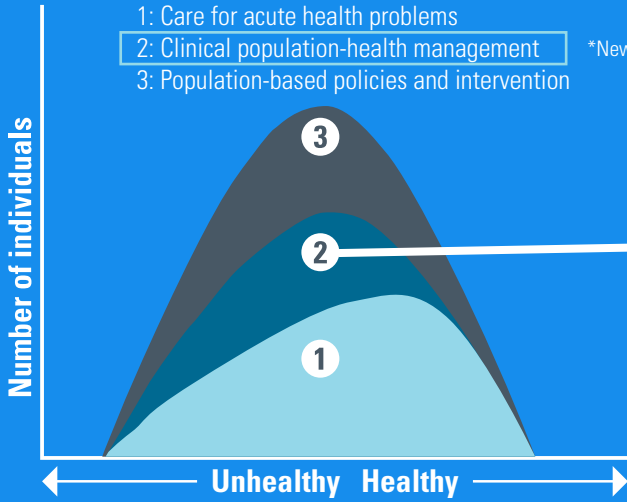 1: Care for acute health problems
2: Clinical population-health management
*New
3: Population-based policies and intervention
Number of individuals
3
2
1
Unhealthy Healthy